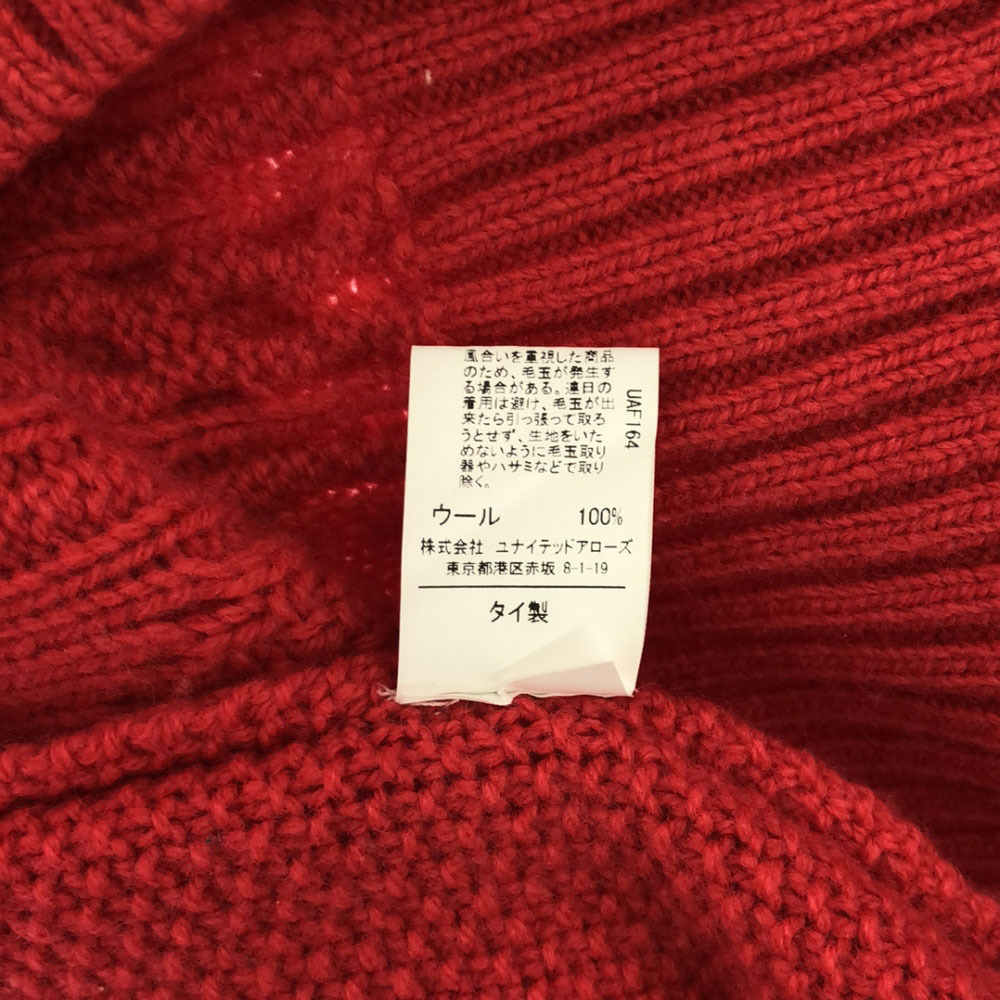 風合いを重視した商品
のため、毛玉が発生す
る場合がある。連日の
着用は避け、毛玉が出
来たら引っ張って取ろ
うとせず、生地をいた
めないように毛玉取り
器やハサミなどで取り
除く。
UAF164
ウール 100%
株式会社 ユナイテッドアローズ
東京都港区赤坂 8-1-19
タイ製